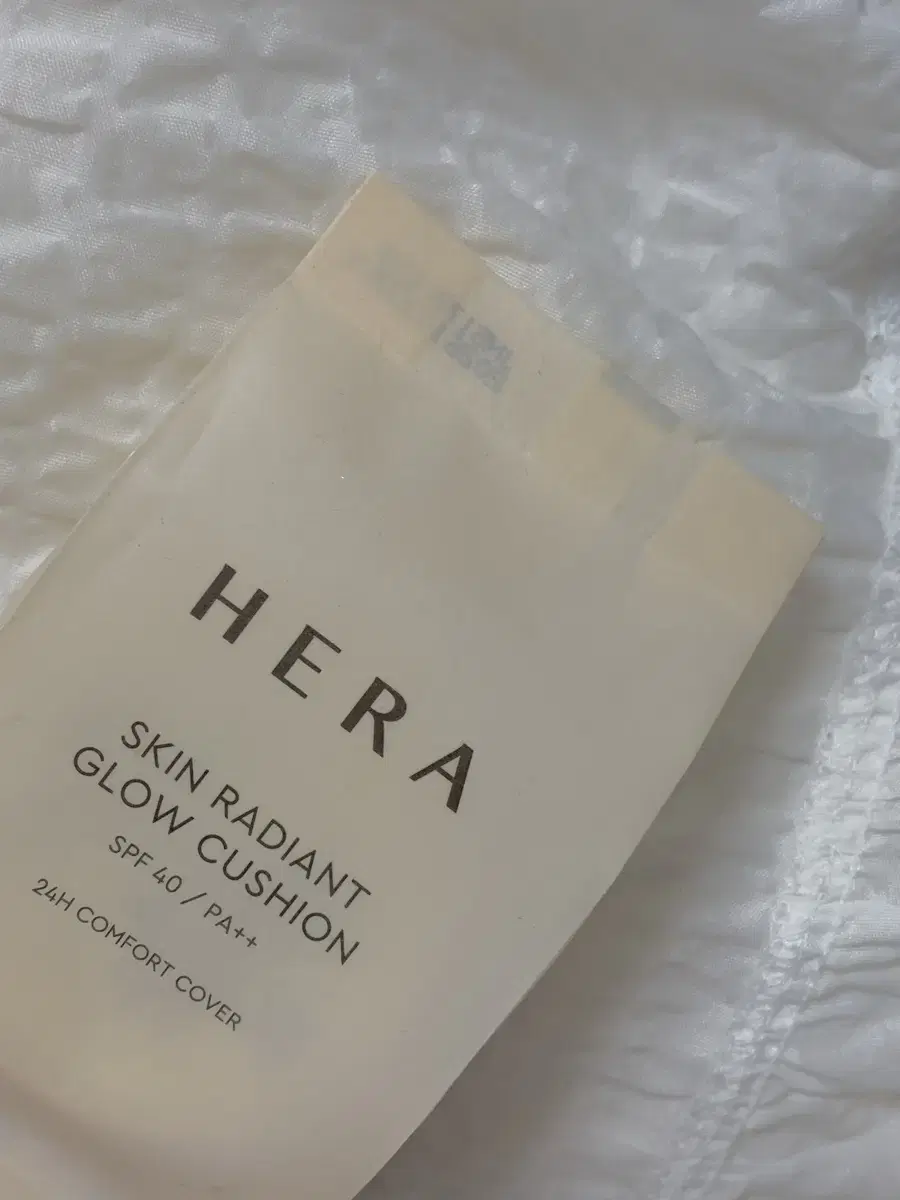 HERA
SKIN RADIANT
GLOW CUSHION
SPF 40 / PA++
24H COMFORT COVER